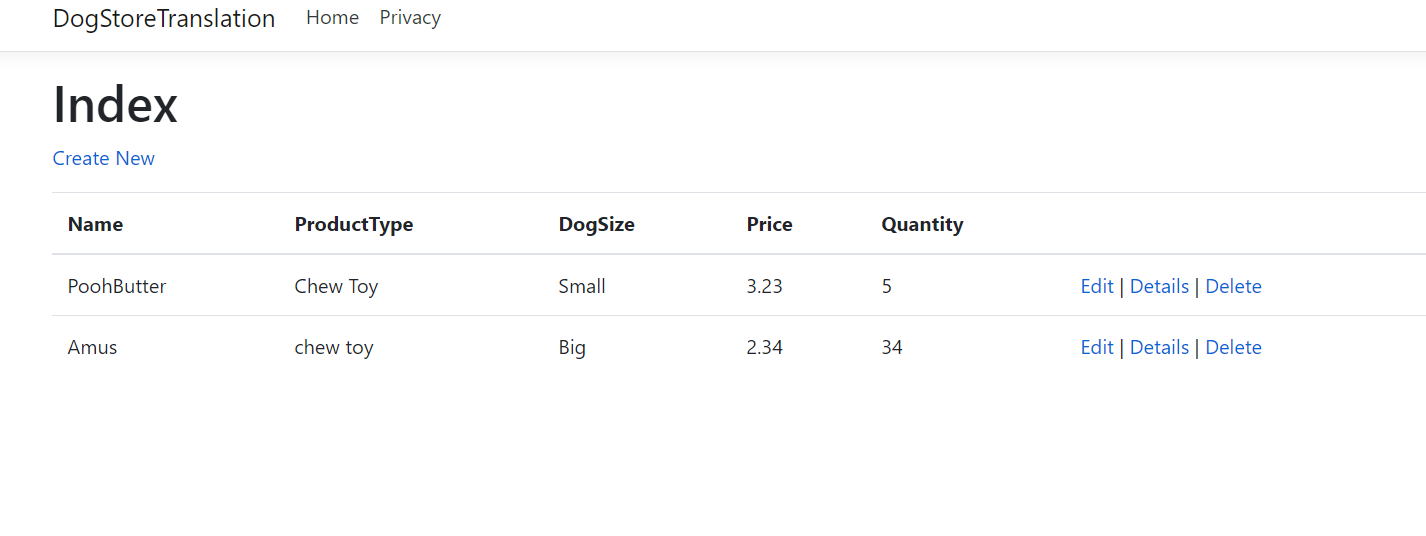 DogStoreTranslation Home Privacy
Index
Create New
Name ProductType DogSize Price Quantity
PoohButter Chew Toy Small 3.23 5 Edit | Details | Delete
Amus chew toy Big 2.34 34 Edit | Details | Delete